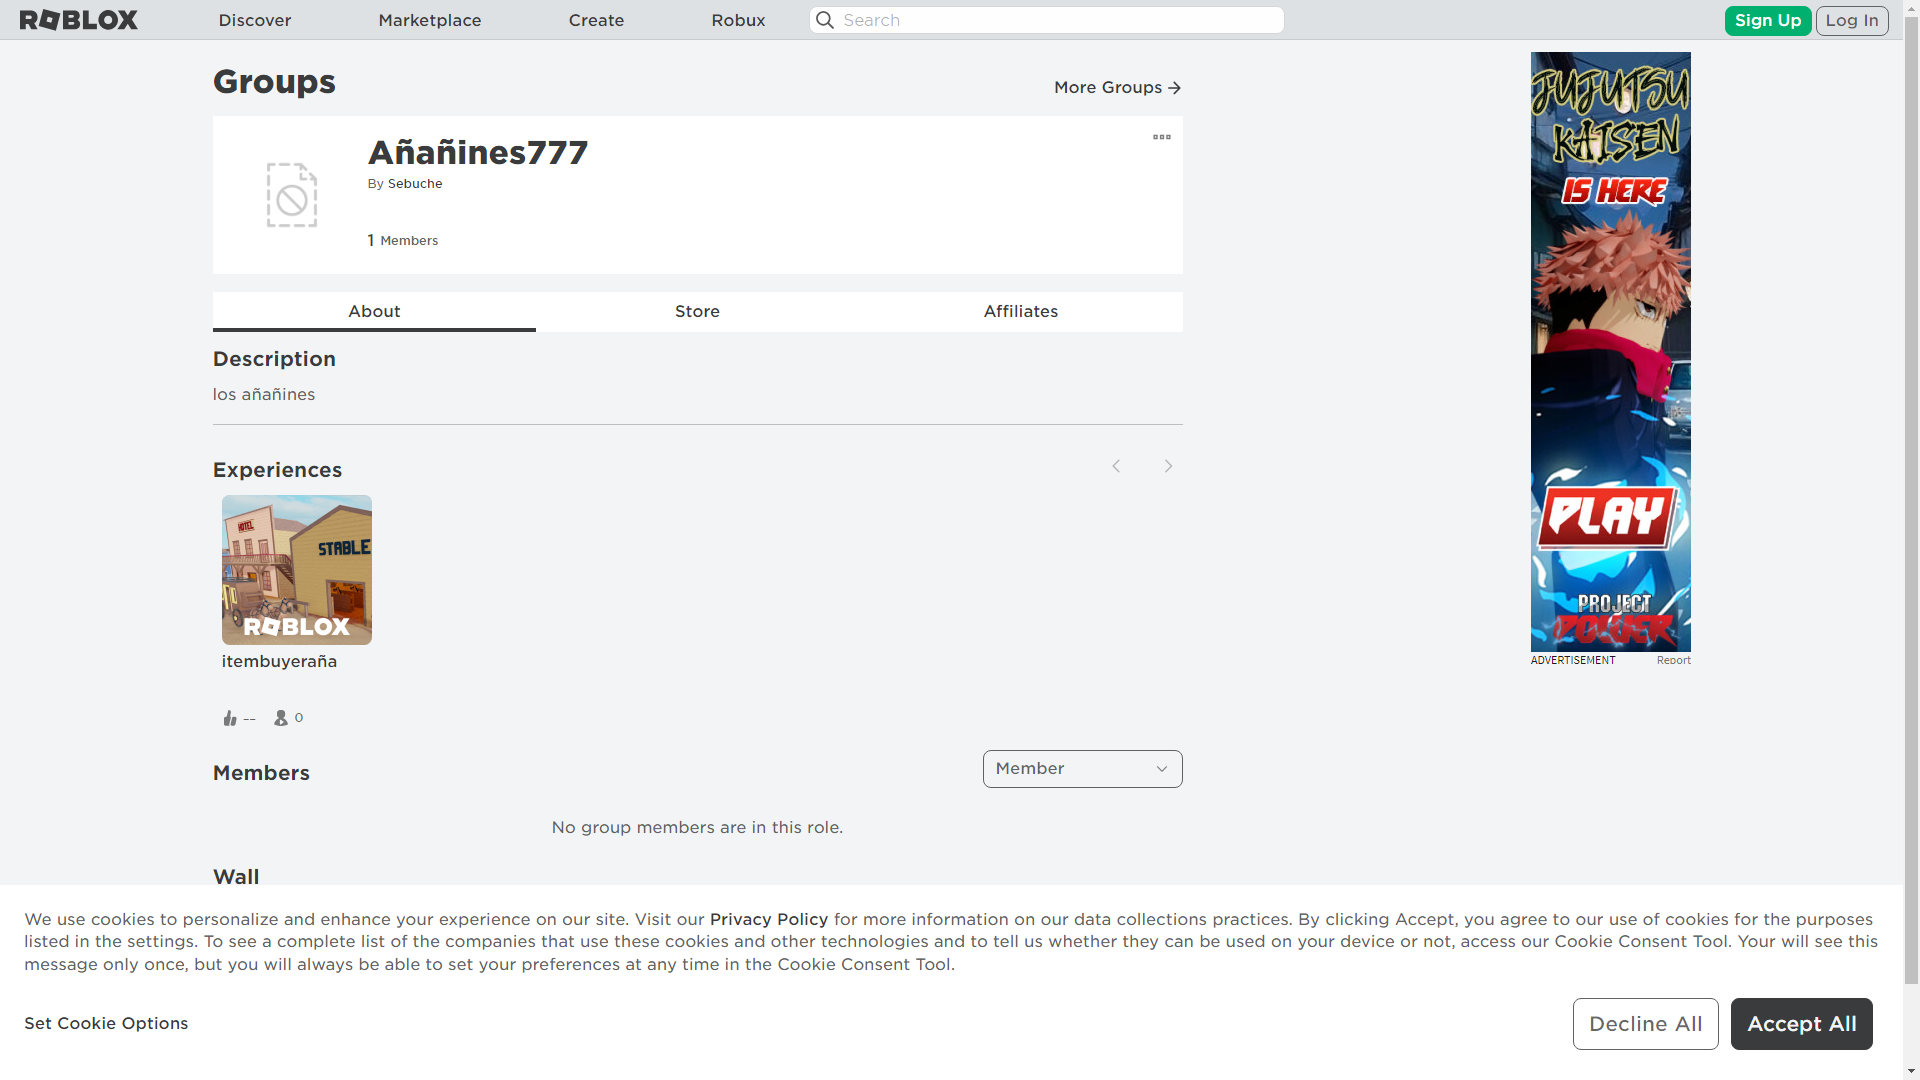 ROBLOX
Discover
Marketplace
Create
Robux
Search
Sign Up
Log In
Groups
More Groups
Añañines777
By Sebuche
1 Members
About
Store
Affiliates
Description
los añañines
Experiences
HOTEL
STABLE
ROBLOX
itembuyeraña
--
0
Members
Member
No group members are in this role.
Wall
JUJUTSU
KAISEN
IS HERE
PLAY
PROJECT
POWER
ADVERTISEMENT
Report
We use cookies to personalize and enhance your experience on our site. Visit our Privacy Policy for more information on our data collections practices. By clicking Accept, you agree to our use of cookies for the purposes
listed in the settings. To see a complete list of the companies that use these cookies and other technologies and to tell us whether they can be used on your device or not, access our Cookie Consent Tool. Your will see this
message only once, but you will always be able to set your preferences at any time in the Cookie Consent Tool.
Set Cookie Options
Decline All
Accept All